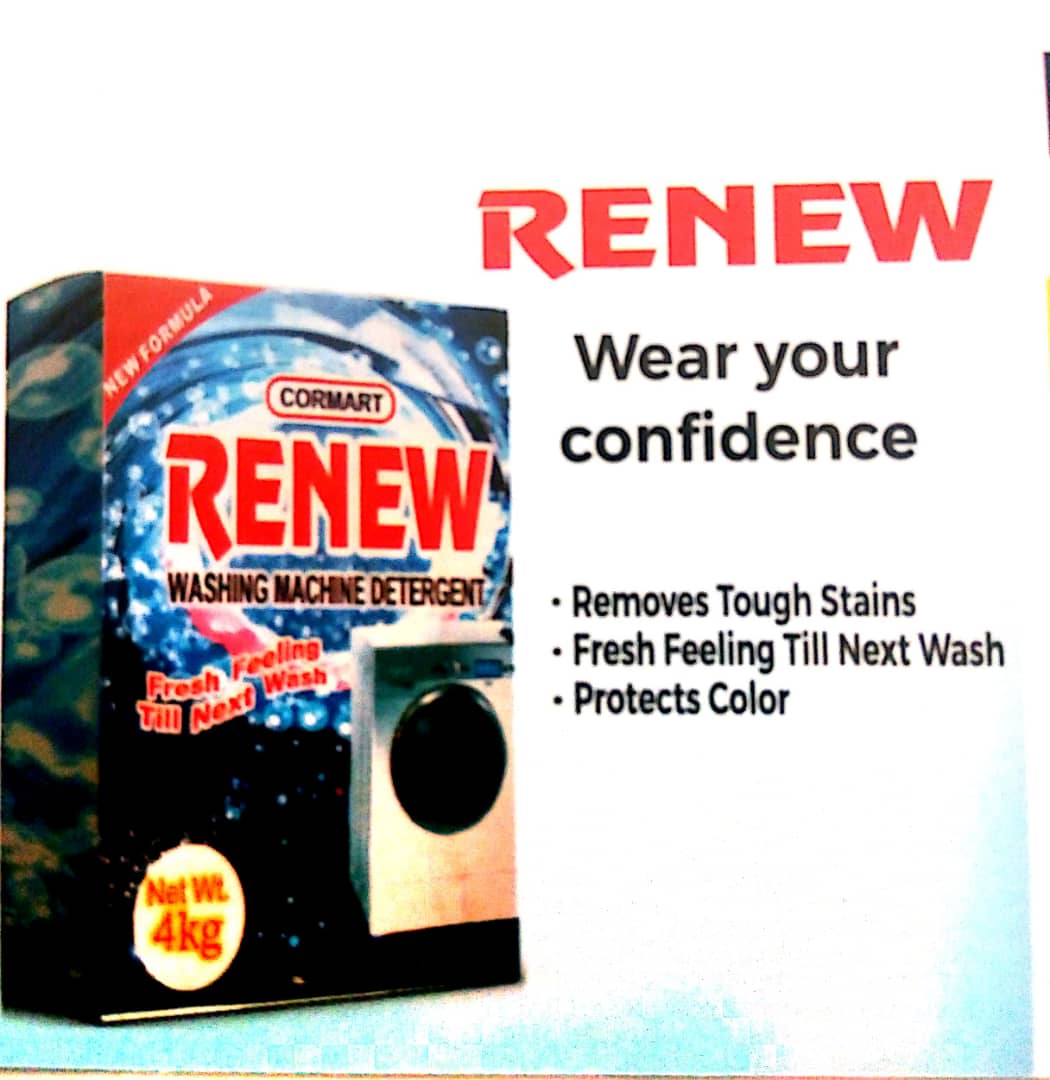 RENEW
Wear your
confidence
• Removes Tough Stains
• Fresh Feeling Till Next Wash
• Protects Color
NEW FORMULA
CORMART
RENEW
WASHING MACHINE DETERGENT
Fresh Feeling
Till Next Wash
Net Wt.
4kg